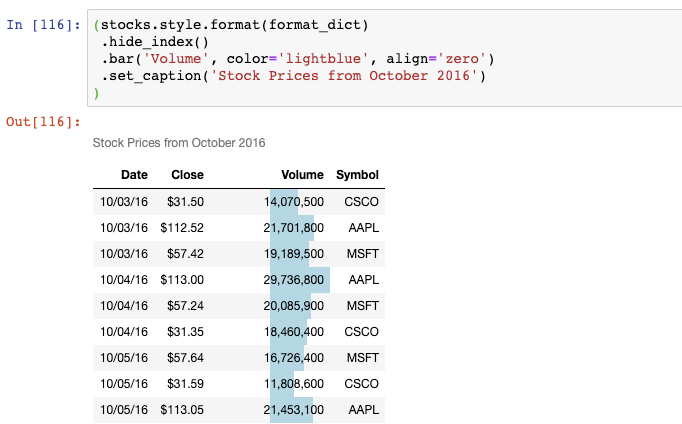 In [116]: (stocks.style.format(format_dict)
.hide_index()
.bar('Volume', color='lightblue', align='zero')
.set_caption('Stock Prices from October 2016')
)
Out[116]:
Stock Prices from October 2016
Date Close Volume Symbol
10/03/16 $31.50 14,070,500 CSCO
10/03/16 $112.52 21,701,800 AAPL
10/03/16 $57.42 19,189,500 MSFT
10/04/16 $113.00 29,736,800 AAPL
10/04/16 $57.24 20,085,900 MSFT
10/04/16 $31.35 18,460,400 CSCO
10/05/16 $57.64 16,726,400 MSFT
10/05/16 $31.59 11,808,600 CSCO
10/05/16 $113.05 21,453,100 AAPL